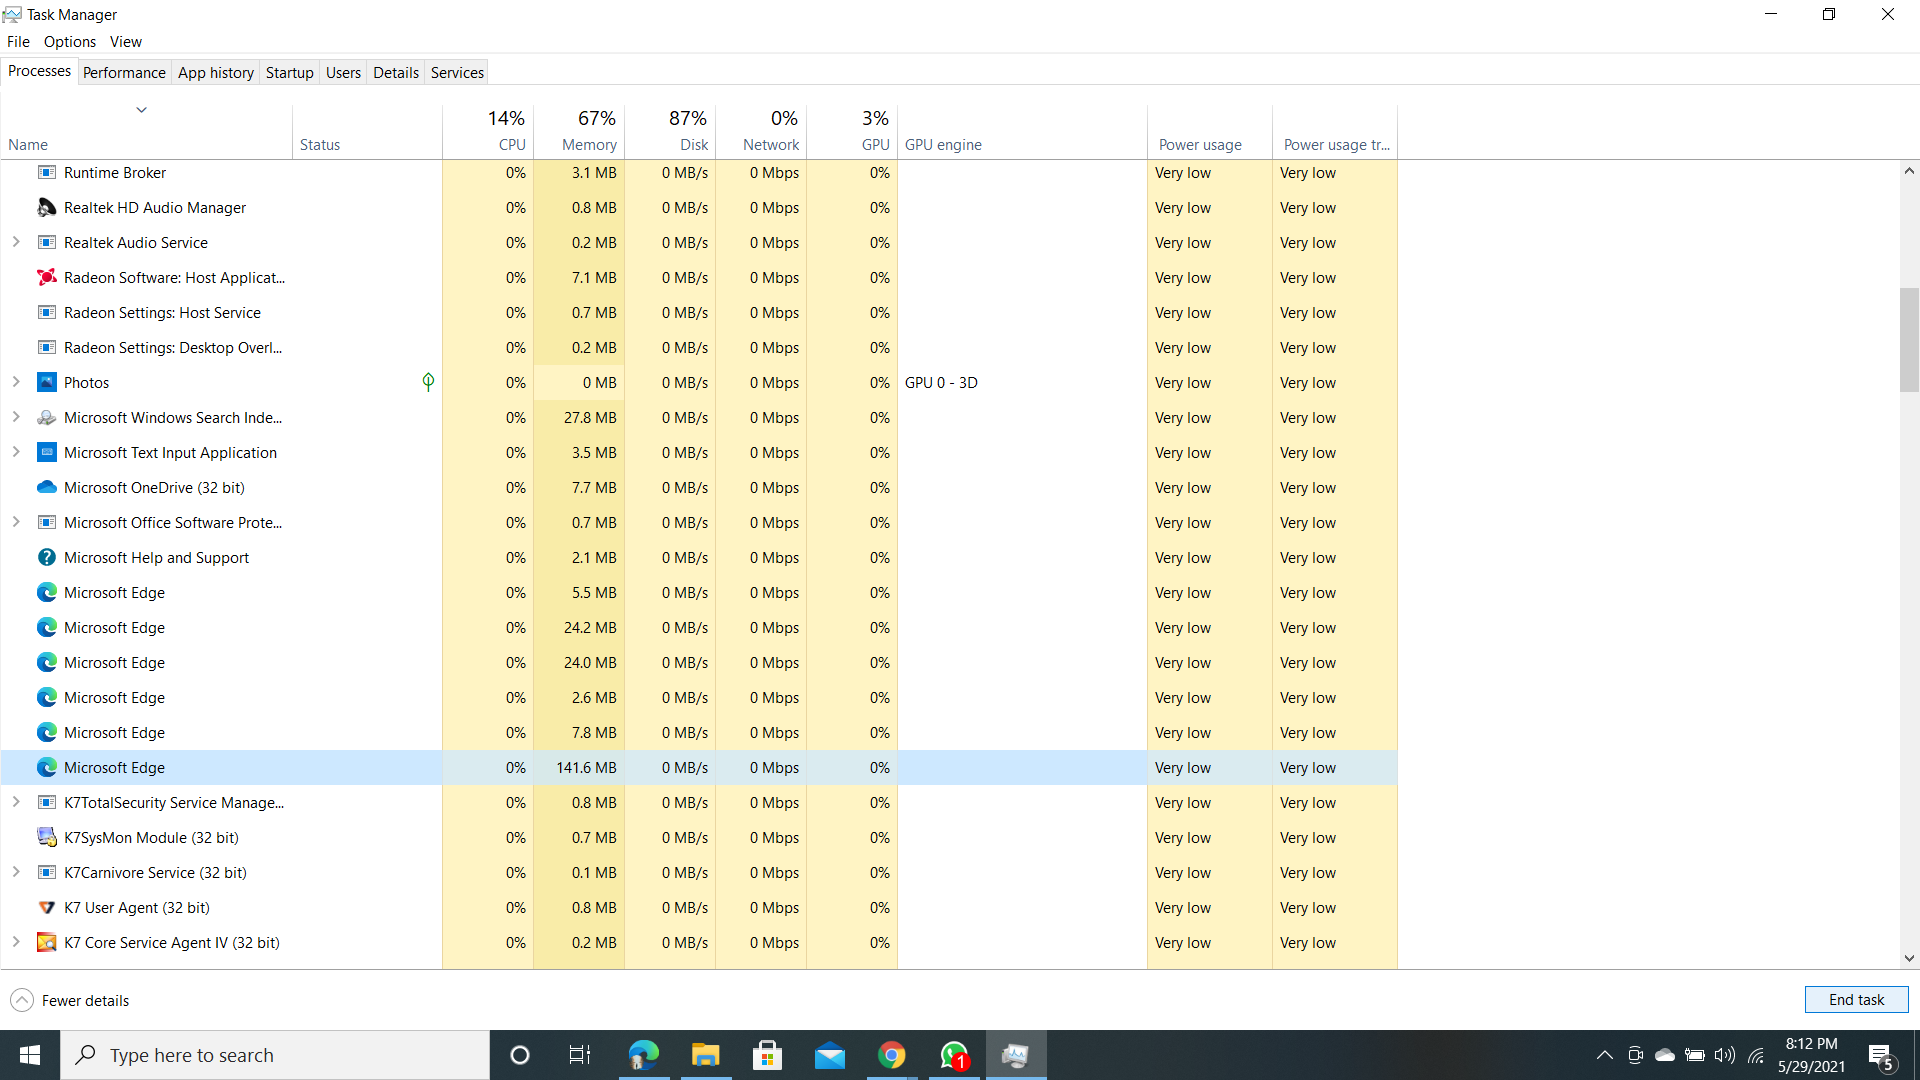 Task Manager
File Options View
Processes Performance App history Startup Users Details Services
14% 67% 87% 0% 3%
Name Status CPU Memory Disk Network GPU GPU engine Power usage Power usage tr...
Runtime Broker 0% 3.1 MB 0 MB/s 0 Mbps 0% Very low Very low
Realtek HD Audio Manager 0% 0.8 MB 0 MB/s 0 Mbps 0% Very low Very low
Realtek Audio Service 0% 0.2 MB 0 MB/s 0 Mbps 0% Very low Very low
Radeon Software: Host Applicat... 0% 7.1 MB 0 MB/s 0 Mbps 0% Very low Very low
Radeon Settings: Host Service 0% 0.7 MB 0 MB/s 0 Mbps 0% Very low Very low
Radeon Settings: Desktop Overl... 0% 0.2 MB 0 MB/s 0 Mbps 0% Very low Very low
Photos 0% 0 MB 0 MB/s 0 Mbps 0% GPU 0 - 3D Very low Very low
Microsoft Windows Search Inde... 0% 27.8 MB 0 MB/s 0 Mbps 0% Very low Very low
Microsoft Text Input Application 0% 3.5 MB 0 MB/s 0 Mbps 0% Very low Very low
Microsoft OneDrive (32 bit) 0% 7.7 MB 0 MB/s 0 Mbps 0% Very low Very low
Microsoft Office Software Prote... 0% 0.7 MB 0 MB/s 0 Mbps 0% Very low Very low
Microsoft Help and Support 0% 2.1 MB 0 MB/s 0 Mbps 0% Very low Very low
Microsoft Edge 0% 5.5 MB 0 MB/s 0 Mbps 0% Very low Very low
Microsoft Edge 0% 24.2 MB 0 MB/s 0 Mbps 0% Very low Very low
Microsoft Edge 0% 24.0 MB 0 MB/s 0 Mbps 0% Very low Very low
Microsoft Edge 0% 2.6 MB 0 MB/s 0 Mbps 0% Very low Very low
Microsoft Edge 0% 7.8 MB 0 MB/s 0 Mbps 0% Very low Very low
Microsoft Edge 0% 141.6 MB 0 MB/s 0 Mbps 0% Very low Very low
K7TotalSecurity Service Manage... 0% 0.8 MB 0 MB/s 0 Mbps 0% Very low Very low
K7SysMon Module (32 bit) 0% 0.7 MB 0 MB/s 0 Mbps 0% Very low Very low
K7Carnivore Service (32 bit) 0% 0.1 MB 0 MB/s 0 Mbps 0% Very low Very low
K7 User Agent (32 bit) 0% 0.8 MB 0 MB/s 0 Mbps 0% Very low Very low
K7 Core Service Agent IV (32 bit) 0% 0.2 MB 0 MB/s 0 Mbps 0% Very low Very low
Fewer details End task
Type here to search 1 8:12 PM
5/29/2021 5